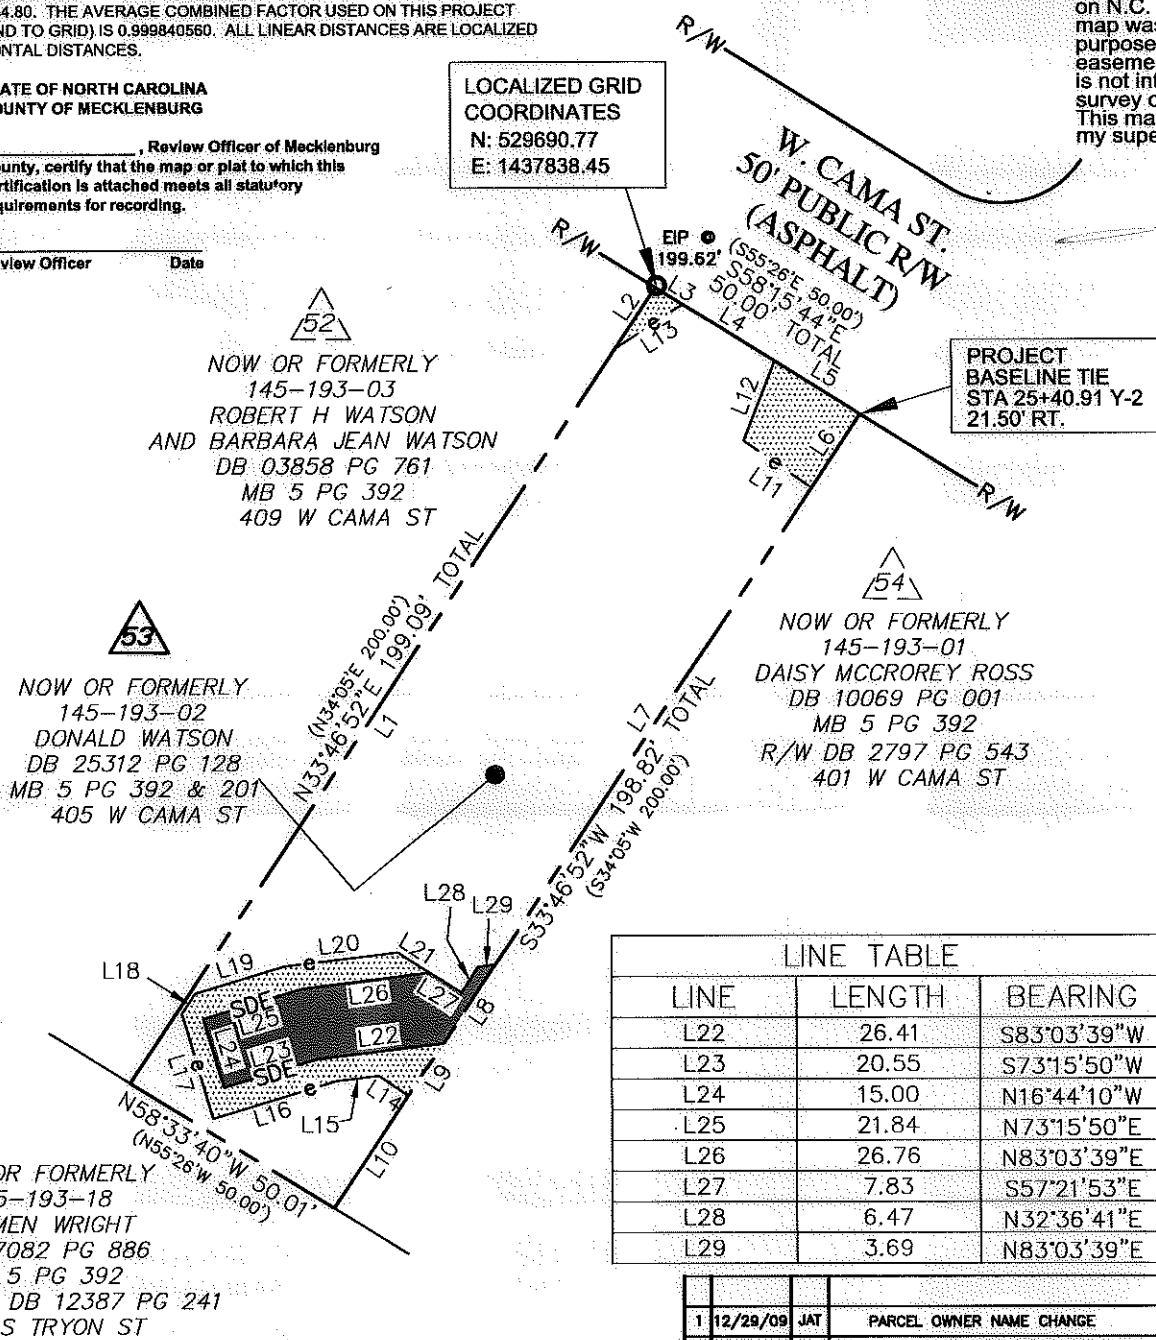 4.80. THE AVERAGE COMBINED FACTOR USED ON THIS PROJECT
ND TO GRID) IS 0.999840560. ALL LINEAR DISTANCES ARE LOCALIZED
ONTAL DISTANCES.
ATE OF NORTH CAROLINA
OUNTY OF MECKLENBURG
, Review Officer of Mecklenburg
ounty, certify that the map or plat to which this
rtification is attached meets all statutory
quirements for recording.
view Officer Date
on N.C.
map was
purpose
easeme
is not int
survey o
This ma
my supe
R/W
LOCALIZED GRID
COORDINATES
N: 529690.77
E: 1437838.45
W. CAMA ST.
50' PUBLIC R/W
(ASPHALT)
R/W
EIP
199.62'
(S55°26'E, 50.00')
S58°15'44"E
50.00' TOTAL
L2
L3
L4
L5
e
L13
L12
L6
e
L11
PROJECT
BASELINE TIE
STA 25+40.91 Y-2
21.50' RT.
R/W
52
NOW OR FORMERLY
145-193-03
ROBERT H WATSON
AND BARBARA JEAN WATSON
DB 03858 PG 761
MB 5 PG 392
409 W CAMA ST
54
NOW OR FORMERLY
145-193-01
DAISY MCCROREY ROSS
DB 10069 PG 001
MB 5 PG 392
R/W DB 2797 PG 543
401 W CAMA ST
53
NOW OR FORMERLY
145-193-02
DONALD WATSON
DB 25312 PG 128
MB 5 PG 392 & 201
405 W CAMA ST
(N34°05'E 200.00')
N33°46'52"E 199.09' TOTAL
L1
L7
S33°46'52"W 198.82' TOTAL
(S34°05'W 200.00')
L28
L29
L18
L19
e
L20
L21
SDE
L25
L26
L27
L8
L24
L23
L22
SDE
L17
e
L16
e
L15
L14
L9
L10
N58°33'40"W 50.01'
(N55°26'W 50.00')
OR FORMERLY
5-193-18
MEN WRIGHT
7082 PG 886
5 PG 392
DB 12387 PG 241
S TRYON ST
LINE TABLE
LINE LENGTH BEARING
L22 26.41 S83°03'39"W
L23 20.55 S73°15'50"W
L24 15.00 N16°44'10"W
L25 21.84 N73°15'50"E
L26 26.76 N83°03'39"E
L27 7.83 S57°21'53"E
L28 6.47 N32°36'41"E
L29 3.69 N83°03'39"E
1 12/29/09 JAT PARCEL OWNER NAME CHANGE